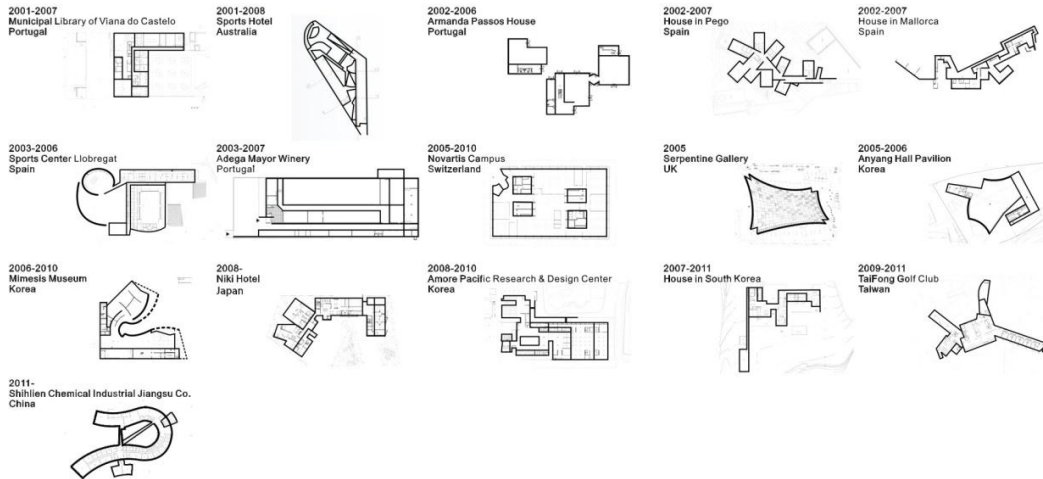 2001-2007
Municipal Library of Viana do Castelo
Portugal
2001-2008
Sports Hotel
Australia
2002-2006
Armanda Passos House
Portugal
2002-2007
House in Pego
Spain
2002-2007
House in Mallorca
Spain
2003-2006
Sports Center Llobregat
Spain
2003-2007
Adega Mayor Winery
Portugal
2005-2010
Novartis Campus
Switzerland
2005
Serpentine Gallery
UK
2005-2006
Anyang Hall Pavilion
Korea
2006-2010
Mimesis Museum
Korea
2008-
Niki Hotel
Japan
2008-2010
Amore Pacific Research & Design Center
Korea
2007-2011
House in South Korea
2009-2011
TaiFong Golf Club
Taiwan
2011-
Shihlien Chemical Industrial Jiangsu Co.
China